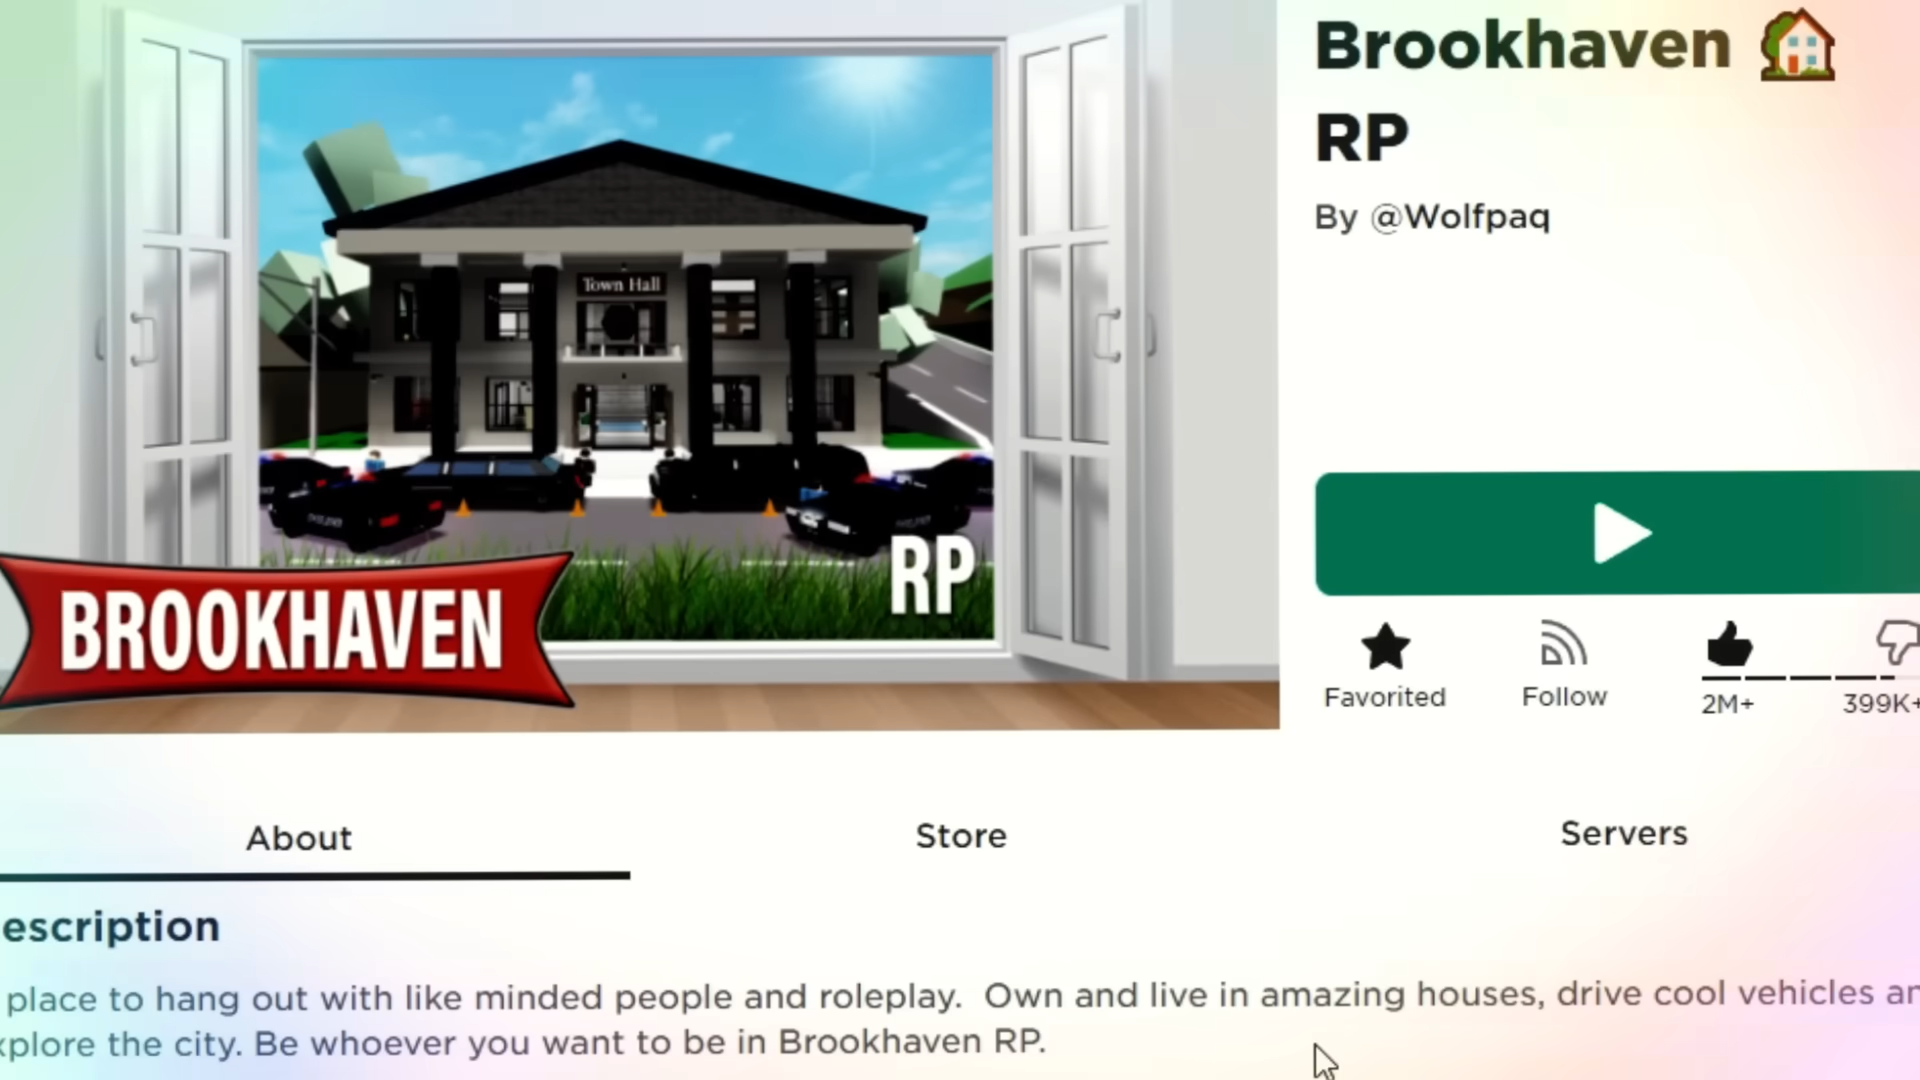 Brookhaven
RP
By @Wolfpaq
Town Hall
RP
BROOKHAVEN
Favorited
Follow
2M+
399K+
About
Store
Servers
escription
place to hang out with like minded people and roleplay. Own and live in amazing houses, drive cool vehicles an
xplore the city. Be whoever you want to be in Brookhaven RP.